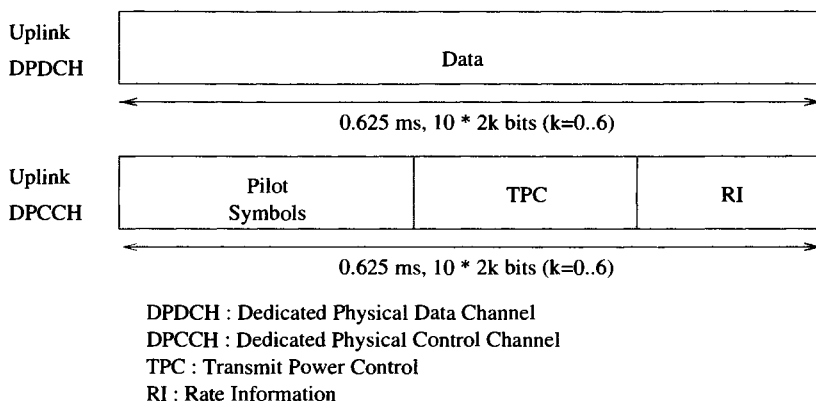 Uplink
DPDCH
Data
0.625 ms, 10 * 2k bits (k=0..6)
Uplink
DPCCH
Pilot
Symbols
TPC
RI
0.625 ms, 10 * 2k bits (k=0..6)
DPDCH : Dedicated Physical Data Channel
DPCCH : Dedicated Physical Control Channel
TPC : Transmit Power Control
RI : Rate Information